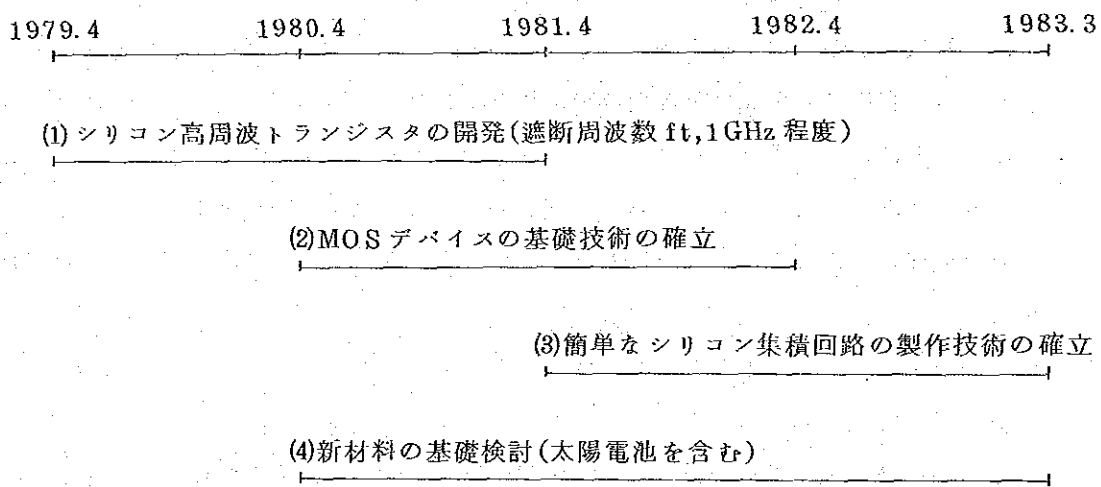 1979.4 1980.4 1981.4 1982.4 1983.3
(1)シリコン高周波トランジスタの開発(遮断周波数ft,1GHz程度)
(2)MOSデバイスの基礎技術の確立
(3)簡単なシリコン集積回路の製作技術の確立
(4)新材料の基礎検討(太陽電池を含む)